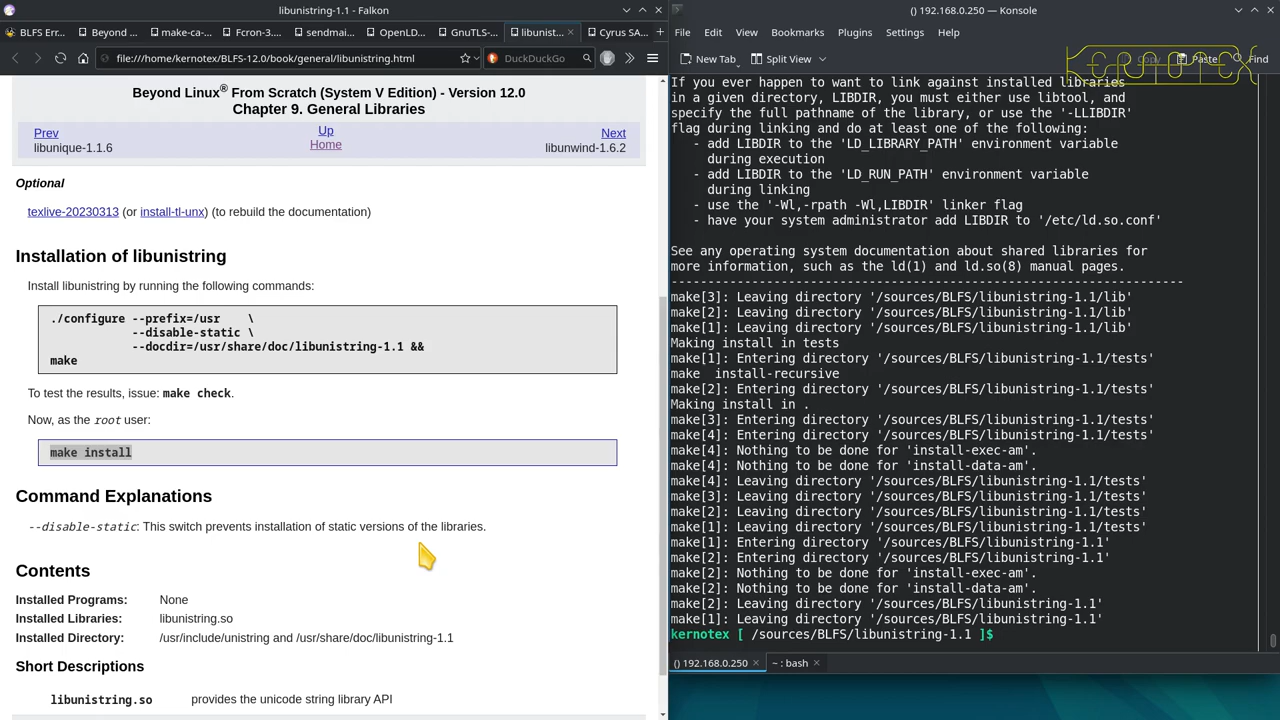 libunistring-1.1 - Falkon
BLFS Err...
Beyond ...
make-ca-...
Fcron-3....
sendmai...
OpenLD...
GnuTLS-...
libunist...
Cyrus SA...
file:///home/kernotex/BLFS-12.0/book/general/libunistring.html
DuckDuckGo
Beyond Linux® From Scratch (System V Edition) - Version 12.0
Chapter 9. General Libraries
Prev
Up
Next
libunique-1.1.6
Home
libunwind-1.6.2
Optional
texlive-20230313 (or install-tl-unx) (to rebuild the documentation)
Installation of libunistring
Install libunistring by running the following commands:
./configure --prefix=/usr    \
--disable-static \
--docdir=/usr/share/doc/libunistring-1.1 &&
make
To test the results, issue: make check.
Now, as the root user:
make install
Command Explanations
--disable-static: This switch prevents installation of static versions of the libraries.
Contents
Installed Programs: None
Installed Libraries: libunistring.so
Installed Directory: /usr/include/unistring and /usr/share/doc/libunistring-1.1
Short Descriptions
libunistring.so provides the unicode string library API
() 192.168.0.250 — Konsole
File Edit View Bookmarks Plugins Settings Help
New Tab
Split View
Copy
Paste
Find
KERNOTEX
If you ever happen to want to link against installed libraries
in a given directory, LIBDIR, you must either use libtool, and
specify the full pathname of the library, or use the '-LLIBDIR'
flag during linking and do at least one of the following:
- add LIBDIR to the 'LD_LIBRARY_PATH' environment variable
during execution
- add LIBDIR to the 'LD_RUN_PATH' environment variable
during linking
- use the '-Wl,-rpath -Wl,LIBDIR' linker flag
- have your system administrator add LIBDIR to '/etc/ld.so.conf'
See any operating system documentation about shared libraries for
more information, such as the ld(1) and ld.so(8) manual pages.
----------------------------------------------------------------------
make[3]: Leaving directory '/sources/BLFS/libunistring-1.1/lib'
make[2]: Leaving directory '/sources/BLFS/libunistring-1.1/lib'
make[1]: Leaving directory '/sources/BLFS/libunistring-1.1/lib'
Making install in tests
make[1]: Entering directory '/sources/BLFS/libunistring-1.1/tests'
make  install-recursive
make[2]: Entering directory '/sources/BLFS/libunistring-1.1/tests'
Making install in .
make[3]: Entering directory '/sources/BLFS/libunistring-1.1/tests'
make[4]: Entering directory '/sources/BLFS/libunistring-1.1/tests'
make[4]: Nothing to be done for 'install-exec-am'.
make[4]: Nothing to be done for 'install-data-am'.
make[4]: Leaving directory '/sources/BLFS/libunistring-1.1/tests'
make[3]: Leaving directory '/sources/BLFS/libunistring-1.1/tests'
make[2]: Leaving directory '/sources/BLFS/libunistring-1.1/tests'
make[1]: Leaving directory '/sources/BLFS/libunistring-1.1/tests'
make[1]: Entering directory '/sources/BLFS/libunistring-1.1'
make[2]: Entering directory '/sources/BLFS/libunistring-1.1'
make[2]: Nothing to be done for 'install-exec-am'.
make[2]: Nothing to be done for 'install-data-am'.
make[2]: Leaving directory '/sources/BLFS/libunistring-1.1'
make[1]: Leaving directory '/sources/BLFS/libunistring-1.1'
kernotex [ /sources/BLFS/libunistring-1.1 ]$
() 192.168.0.250
~ : bash